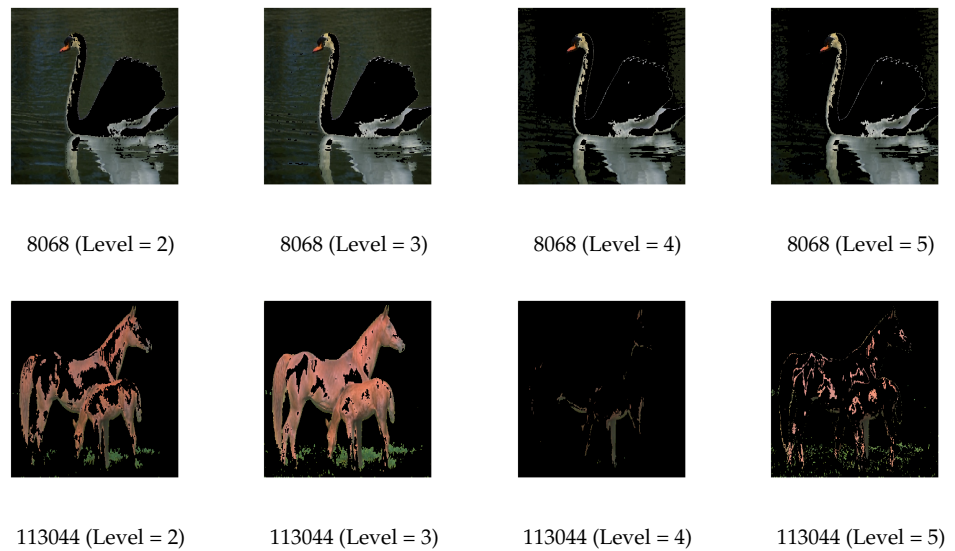 8068 (Level = 2) 8068 (Level = 3) 8068 (Level = 4) 8068 (Level = 5)
113044 (Level = 2) 113044 (Level = 3) 113044 (Level = 4) 113044 (Level = 5)